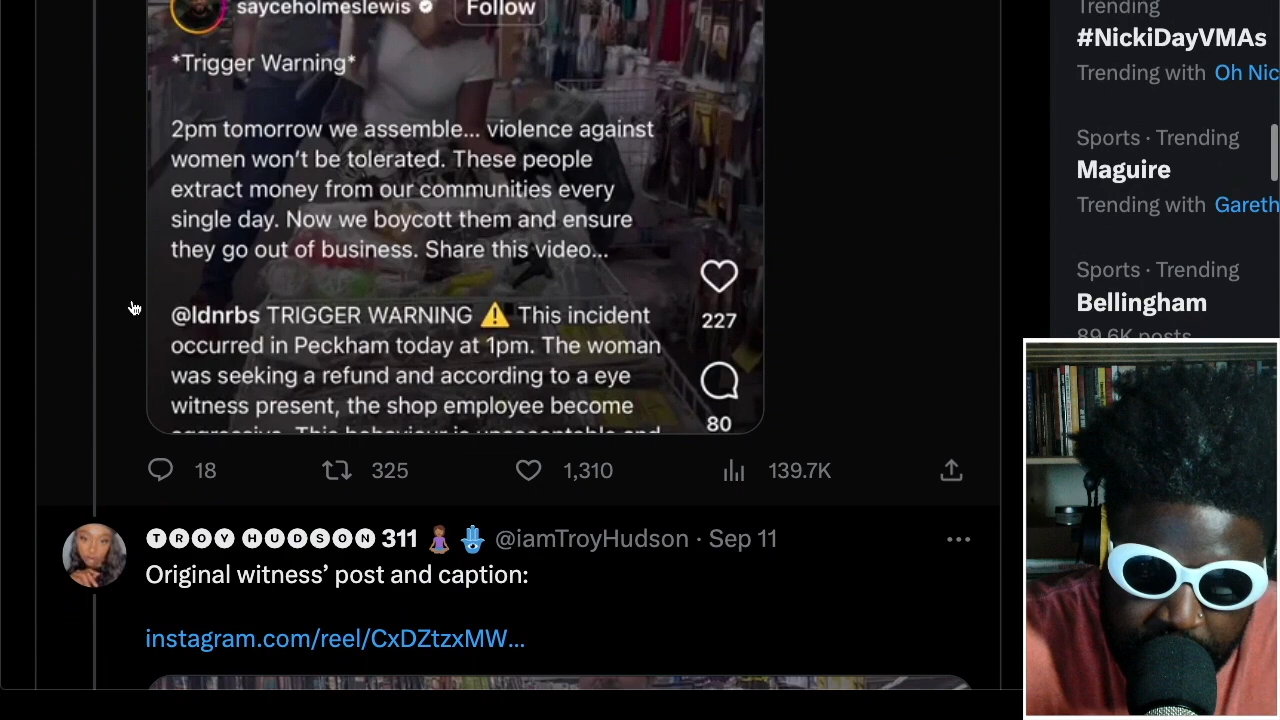 sayceholmeslewis
Follow
*Trigger Warning*
2pm tomorrow we assemble... violence against
women won’t be tolerated. These people
extract money from our communities every
single day. Now we boycott them and ensure
they go out of business. Share this video...
@ldnrbs TRIGGER WARNING ⚠️ This incident
occurred in Peckham today at 1pm. The woman
was seeking a refund and according to a eye
witness present, the shop employee become
aggressive. This behaviour is unacceptable and
227
80
18
325
1,310
139.7K
🅣🅡🅞🅨 🅗🅤🅓🅢🅞🅝 311 🧘🏾‍♀️ 🪬 @iamTroyHudson · Sep 11
Original witness’ post and caption:
instagram.com/reel/CxDZtzxMW…
Trending
#NickiDayVMAs
Trending with Oh Nic
Sports · Trending
Maguire
Trending with Gareth
Sports · Trending
Bellingham
89.6K posts